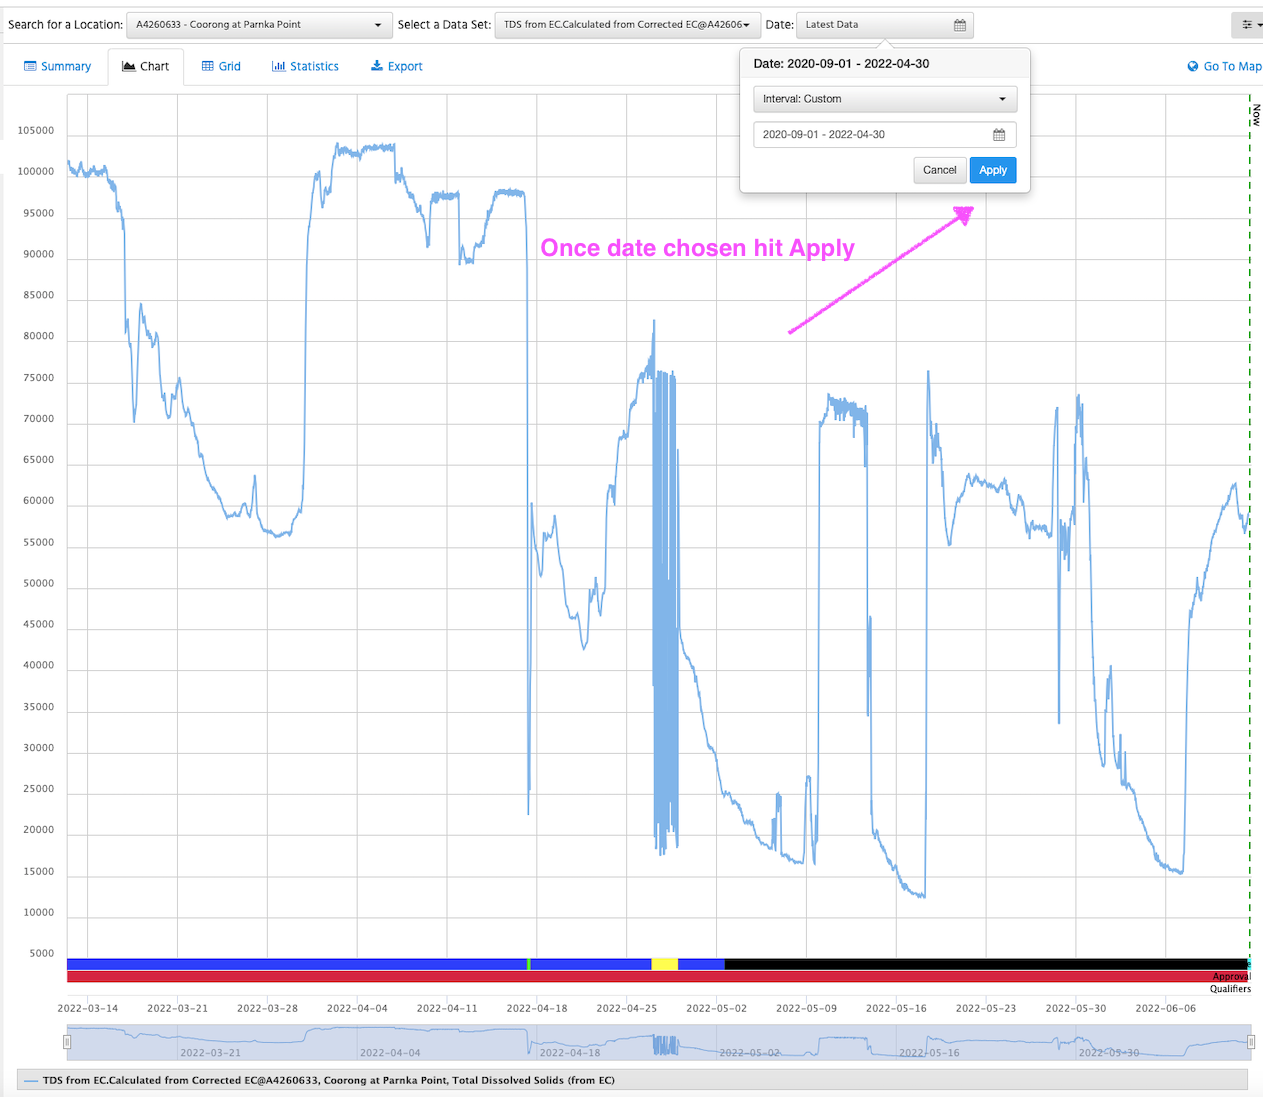 Search for a Location: A4260633 - Coorong at Parnka Point Select a Data Set: TDS from EC.Calculated from Corrected EC@A42606 Date: Latest Data
Summary Chart Grid Statistics Export Go To Map
Date: 2020-09-01 - 2022-04-30
Interval: Custom
2020-09-01 - 2022-04-30
Cancel Apply
Now
Once date chosen hit Apply
105000
100000
95000
90000
85000
80000
75000
70000
65000
60000
55000
50000
45000
40000
35000
30000
25000
20000
15000
10000
5000
Approval
Qualifiers
2022-03-14 2022-03-21 2022-03-28 2022-04-04 2022-04-11 2022-04-18 2022-04-25 2022-05-02 2022-05-09 2022-05-16 2022-05-23 2022-05-30 2022-06-06
2022-03-21 2022-04-04 2022-04-18 2022-05-02 2022-05-16 2022-05-30
TDS from EC.Calculated from Corrected EC@A4260633, Coorong at Parnka Point, Total Dissolved Solids (from EC)